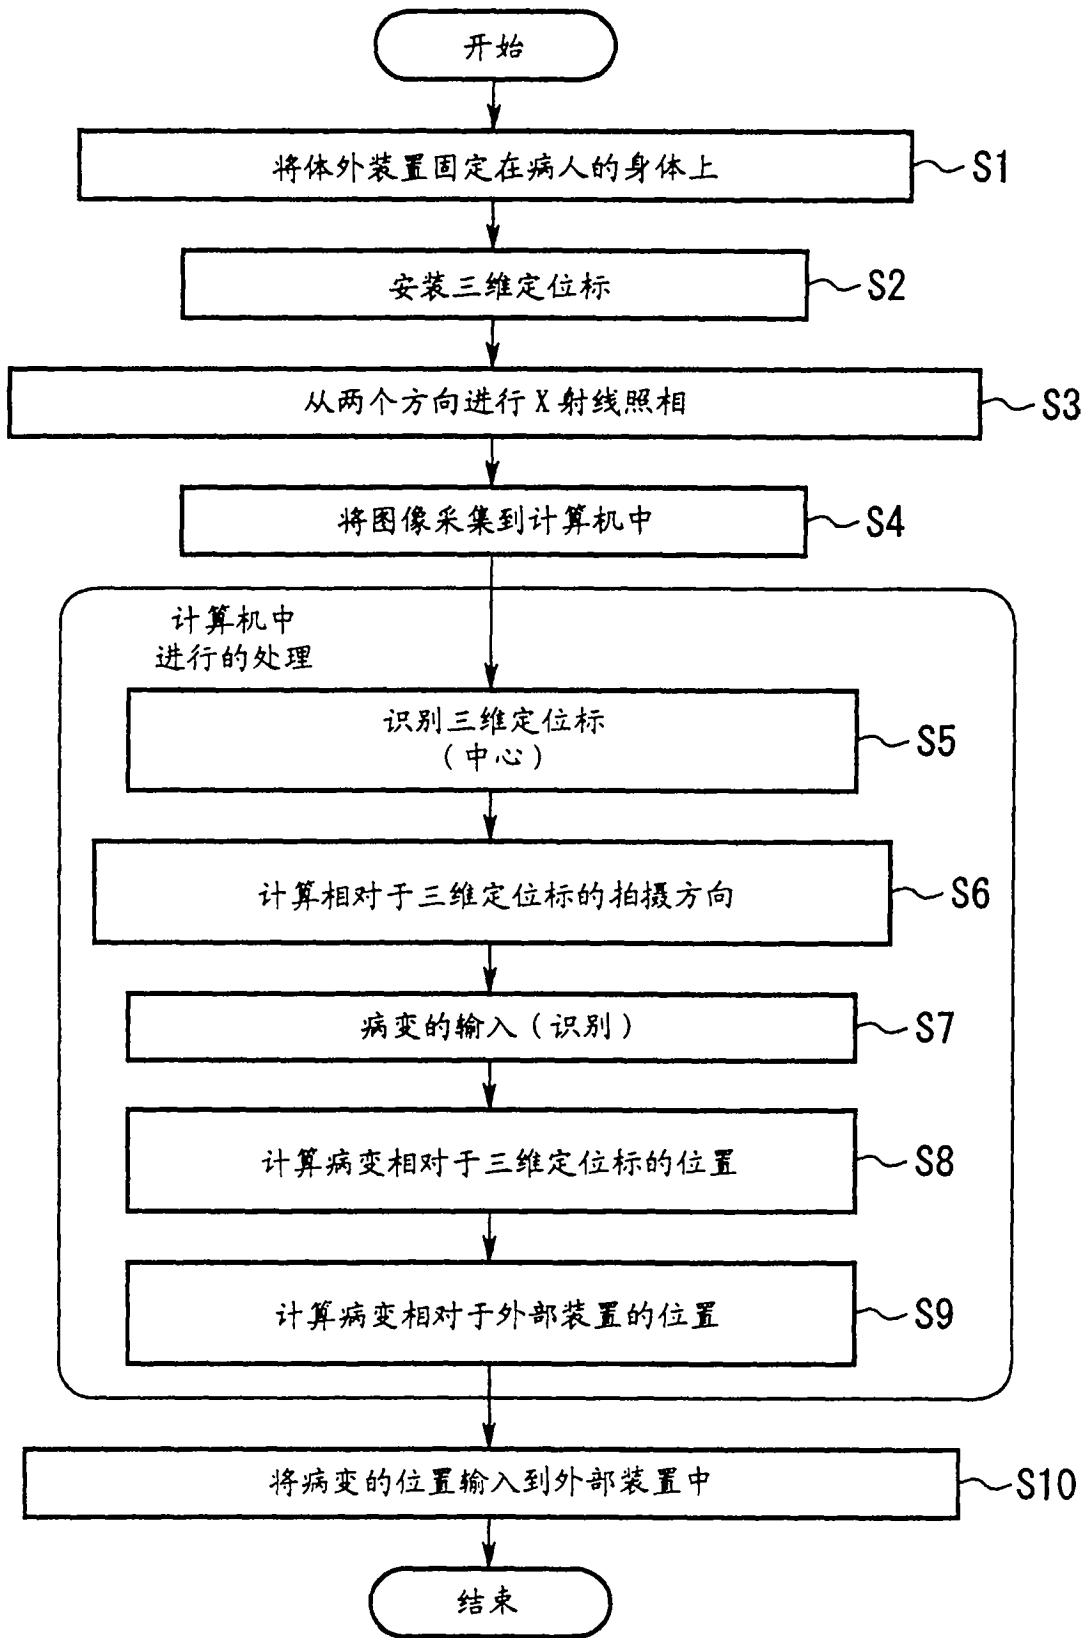 开始
将体外装置固定在病人的身体上
S1
安装三维定位标
S2
从两个方向进行X射线照相
S3
将图像采集到计算机中
S4
计算机中
进行的处理
识别三维定位标
(中心)
S5
计算相对于三维定位标的拍摄方向
S6
病变的输入(识别)
S7
计算病变相对于三维定位标的位置
S8
计算病变相对于外部装置的位置
S9
将病变的位置输入到外部装置中
S10
结束